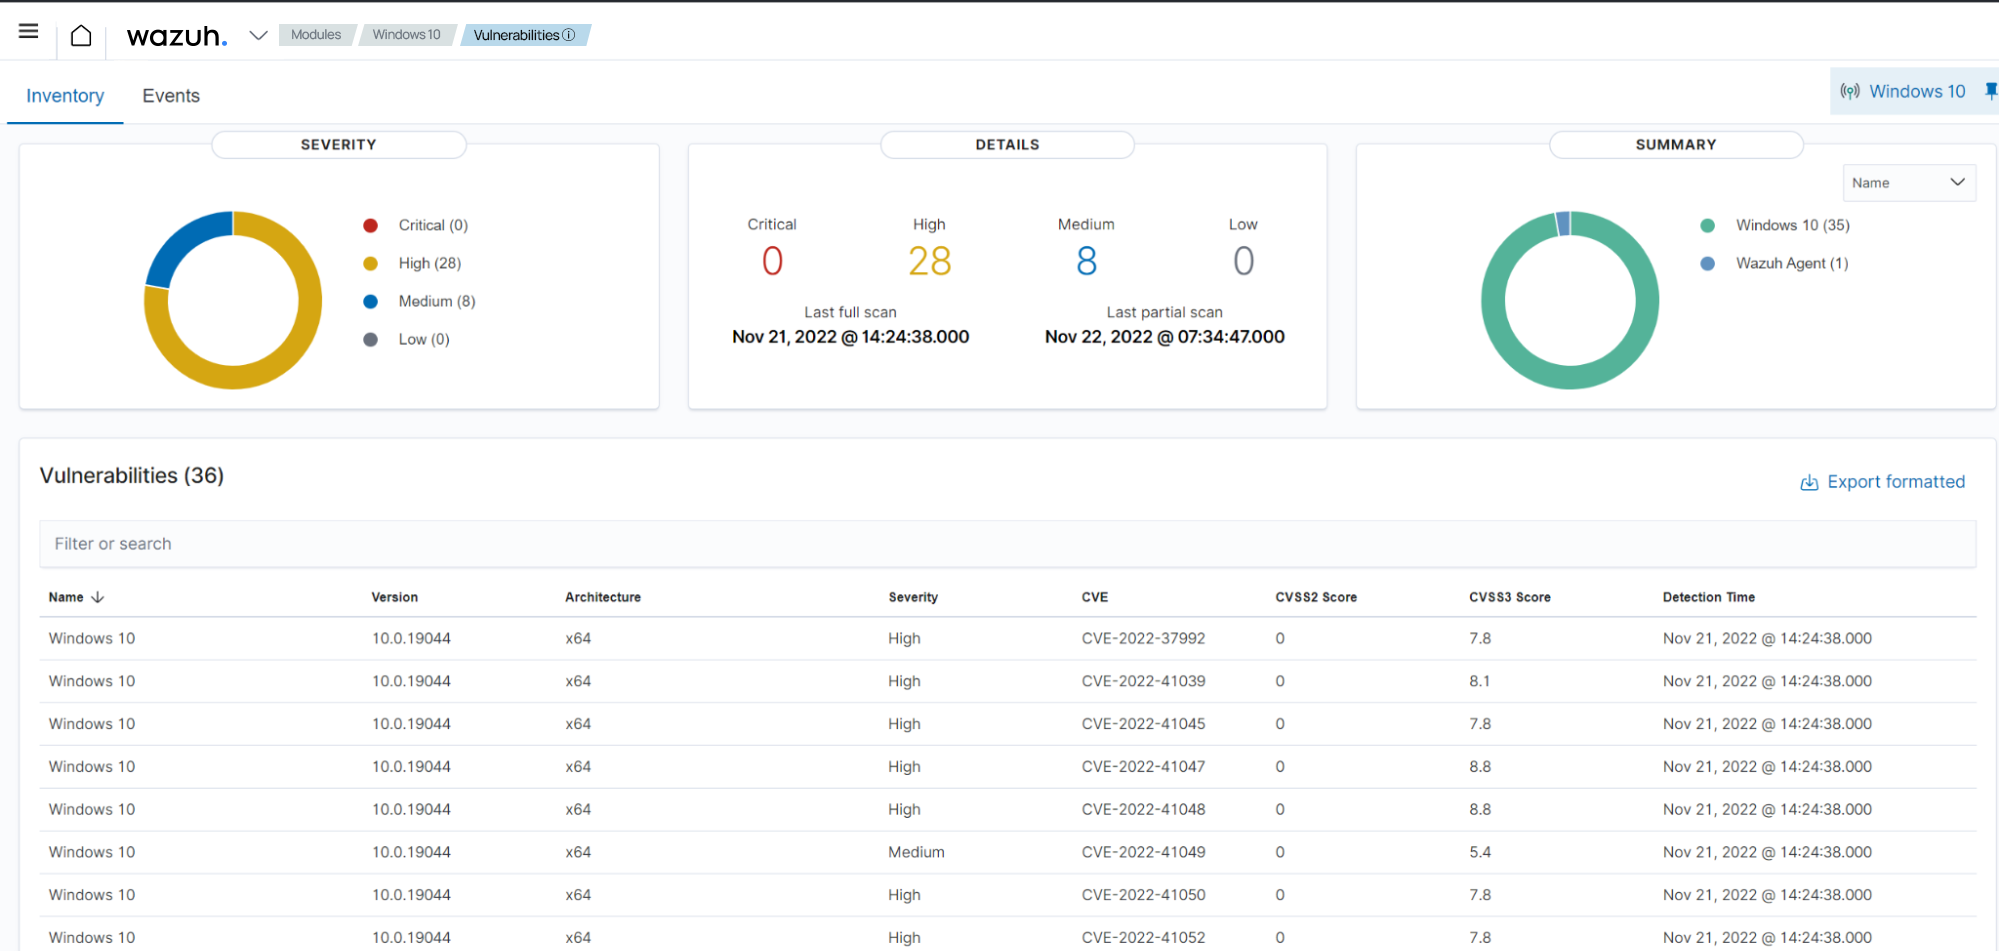 wazuh. Modules Windows 10 Vulnerabilities
Inventory Events Windows 10
SEVERITY
Critical (0)
High (28)
Medium (8)
Low (0)
DETAILS
Critical High Medium Low
0 28 8 0
Last full scan Last partial scan
Nov 21, 2022 @ 14:24:38.000 Nov 22, 2022 @ 07:34:47.000
SUMMARY
Name
Windows 10 (35)
Wazuh Agent (1)
Vulnerabilities (36)
Export formatted
Filter or search
Name Version Architecture Severity CVE CVSS2 Score CVSS3 Score Detection Time
Windows 10 10.0.19044 x64 High CVE-2022-37992 0 7.8 Nov 21, 2022 @ 14:24:38.000
Windows 10 10.0.19044 x64 High CVE-2022-41039 0 8.1 Nov 21, 2022 @ 14:24:38.000
Windows 10 10.0.19044 x64 High CVE-2022-41045 0 7.8 Nov 21, 2022 @ 14:24:38.000
Windows 10 10.0.19044 x64 High CVE-2022-41047 0 8.8 Nov 21, 2022 @ 14:24:38.000
Windows 10 10.0.19044 x64 High CVE-2022-41048 0 8.8 Nov 21, 2022 @ 14:24:38.000
Windows 10 10.0.19044 x64 Medium CVE-2022-41049 0 5.4 Nov 21, 2022 @ 14:24:38.000
Windows 10 10.0.19044 x64 High CVE-2022-41050 0 7.8 Nov 21, 2022 @ 14:24:38.000
Windows 10 10.0.19044 x64 High CVE-2022-41052 0 7.8 Nov 21, 2022 @ 14:24:38.000